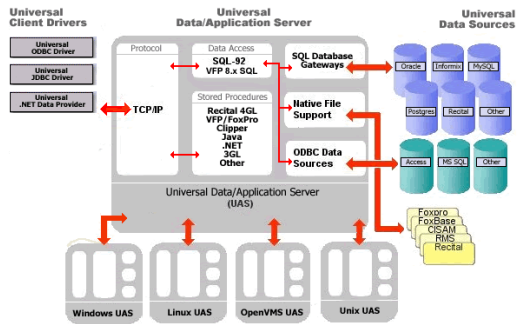 Universal
Client Drivers
Universal
Data/Application Server
Universal
Data Sources
Universal
ODBC Driver
Universal
JDBC Driver
Universal
.NET Data Provider
Protocol
TCP/IP
Data Access
SQL-92
VFP 8.x SQL
Stored Procedures
Recital 4GL
VFP/FoxPro
Clipper
Java
.NET
3GL
Other
SQL Database
Gateways
Native File
Support
ODBC Data
Sources
Oracle
Informix
MySQL
Postgres
Recital
Other
Access
MS SQL
Other
Universal Data/Application Server
(UAS)
Foxpro
FoxBase
CISAM
RMS
Recital
Windows UAS
Linux UAS
OpenVMS UAS
Unix UAS